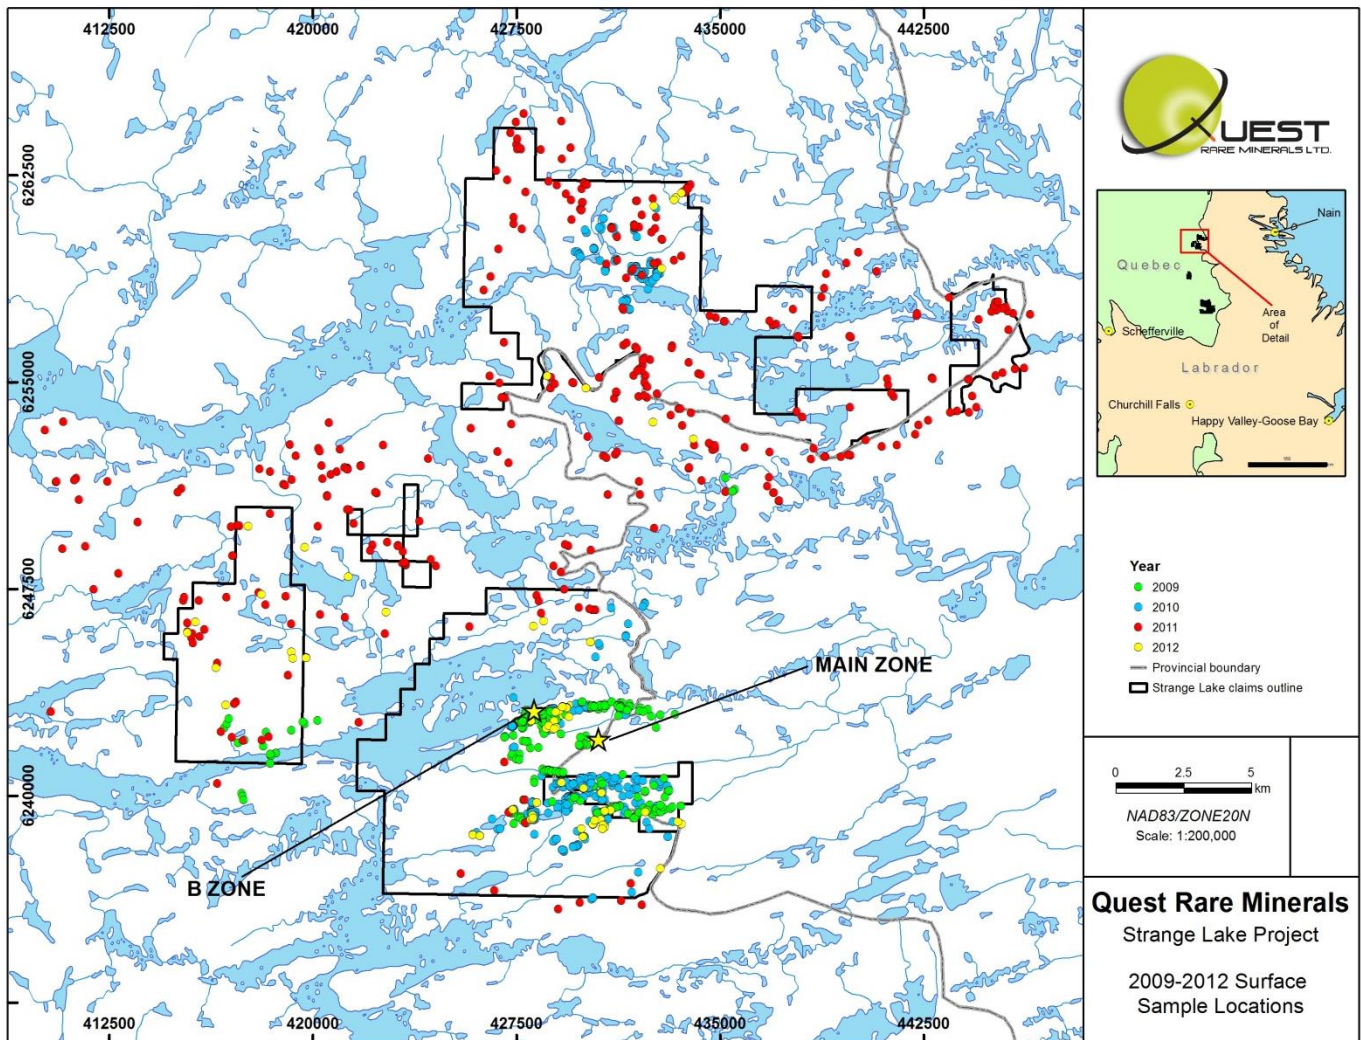 412500 420000 427500 435000 442500
6262500
6255000
6247500
6240000
MAIN ZONE
B ZONE
412500 420000 427500 435000 442500
QUEST
RARE MINERALS LTD.
Nain
Quebec
Area
of
Detail
Schefferville
Labrador
Churchill Falls
Happy Valley-Goose Bay
Year
2009
2010
2011
2012
Provincial boundary
Strange Lake claims outline
0 2.5 5
km
NAD83/ZONE20N
Scale: 1:200,000
Quest Rare Minerals
Strange Lake Project
2009-2012 Surface
Sample Locations